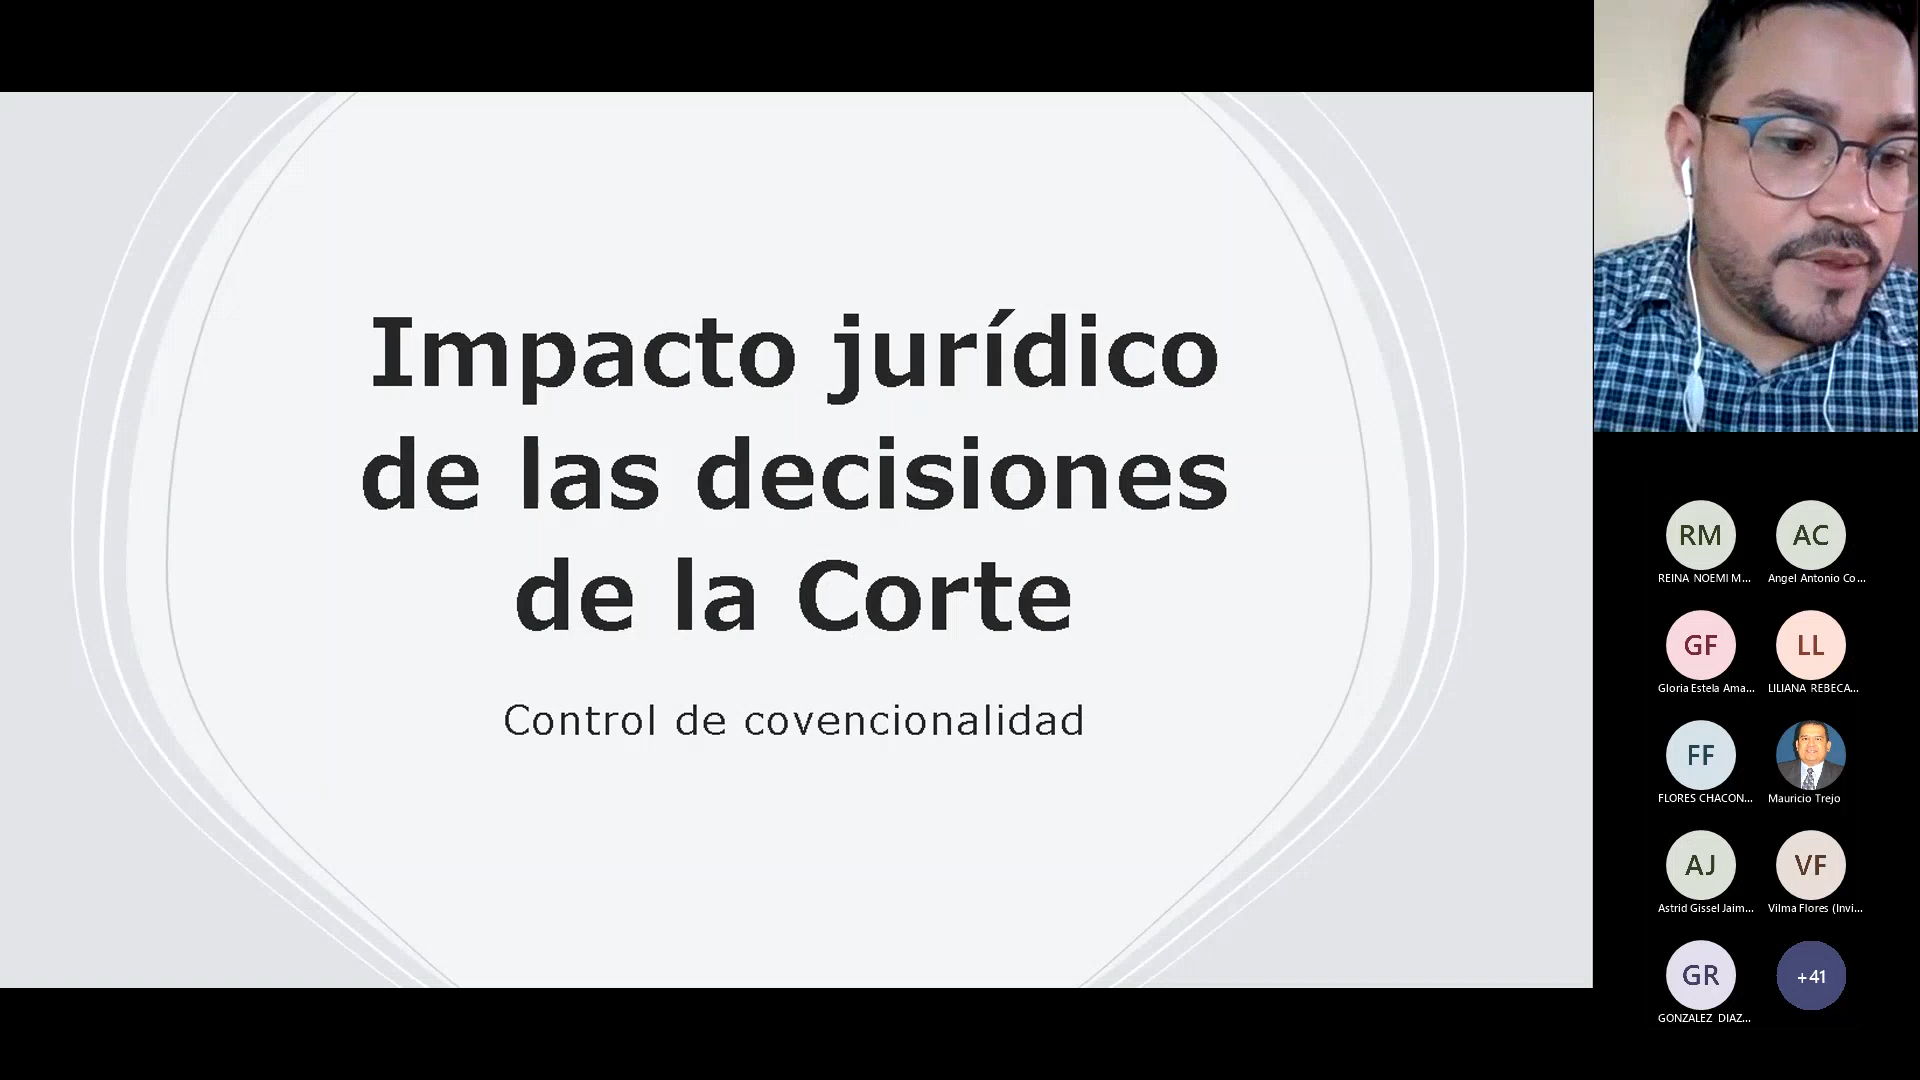 Impacto jurídico
de las decisiones
de la Corte
Control de covencionalidad
RM
AC
REINA NOEMI M...
Angel Antonio Co...
GF
LL
Gloria Estela Ama...
LILIANA REBECA...
FF
FLORES CHACON...
Mauricio Trejo
AJ
VF
Astrid Gissel Jaim...
Vilma Flores (Invi...
GR
+41
GONZALEZ DIAZ...